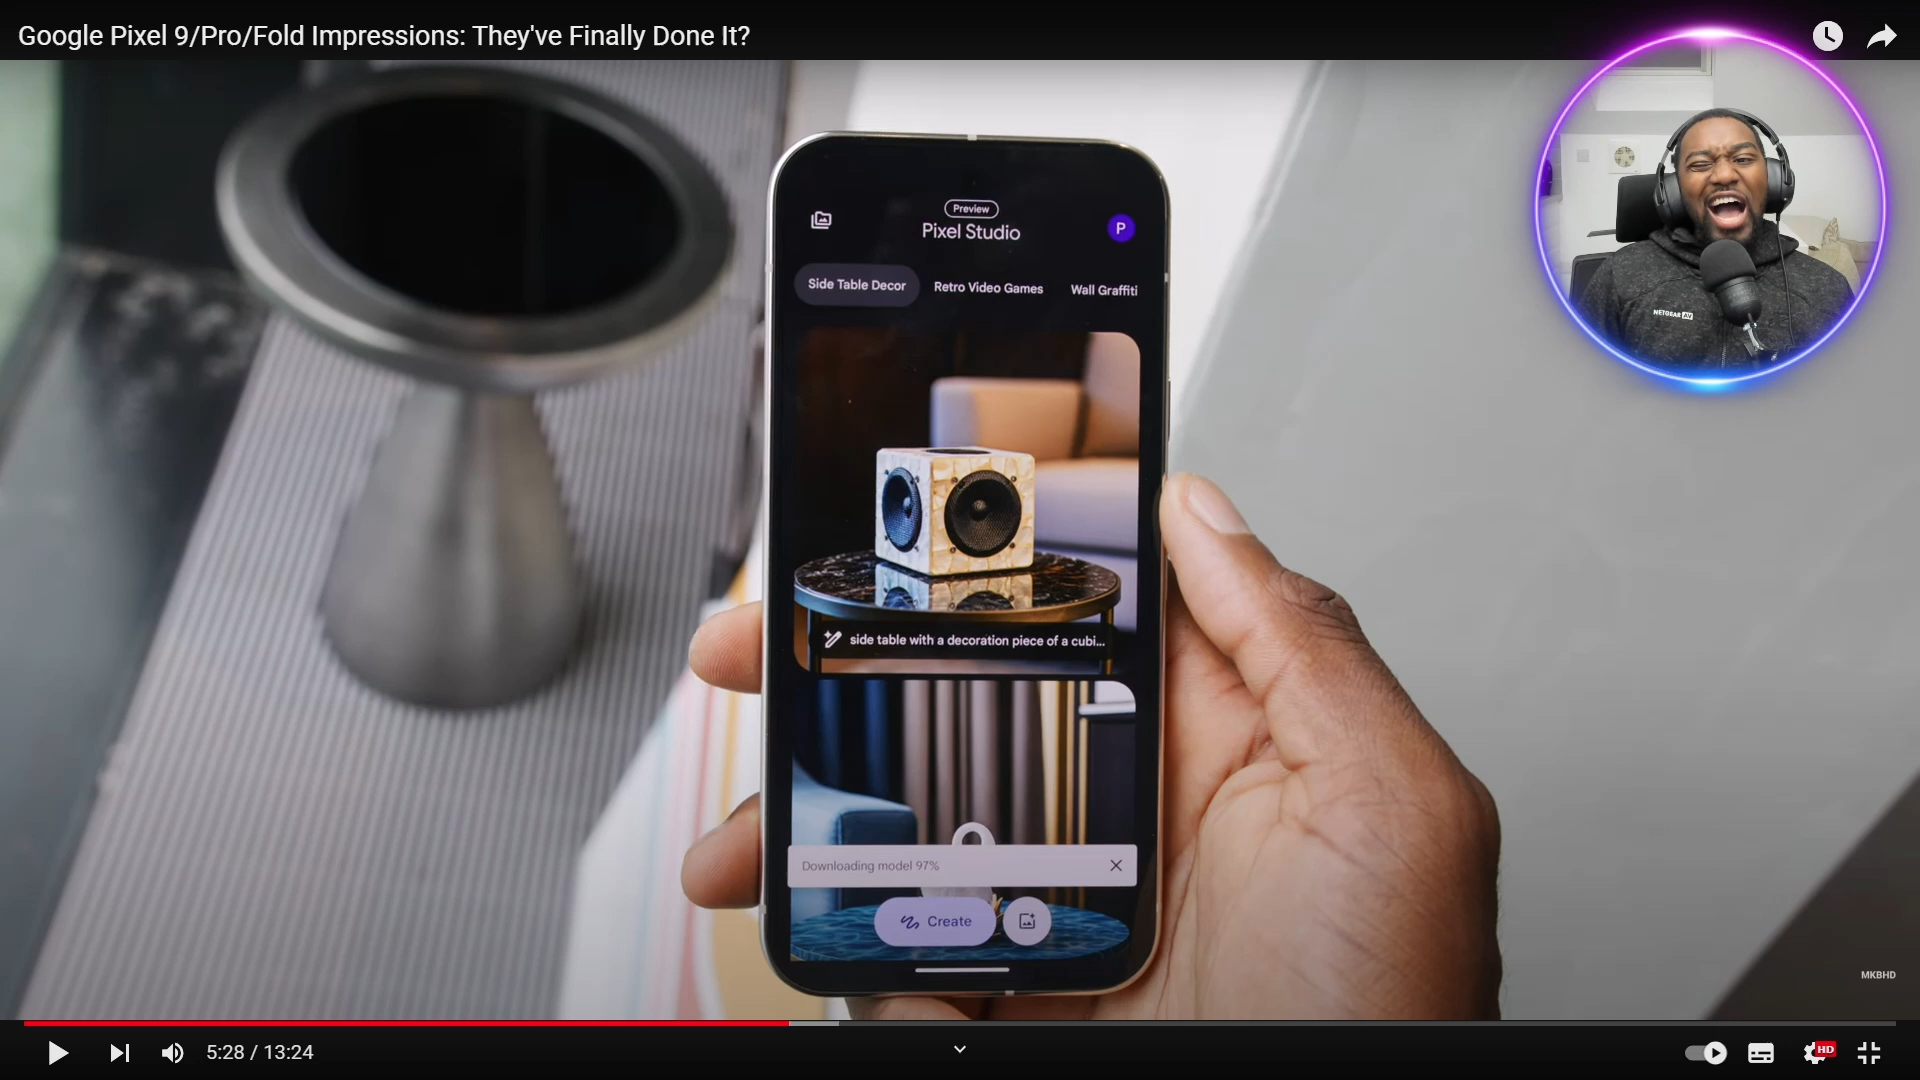 Google Pixel 9/Pro/Fold Impressions: They've Finally Done It?
Preview
Pixel Studio
P
Side Table Decor
Retro Video Games
Wall Graffiti
NETGEAR AV
side table with a decoration piece of a cubi...
Downloading model 97%
Create
MKBHD
5:28 / 13:24
HD